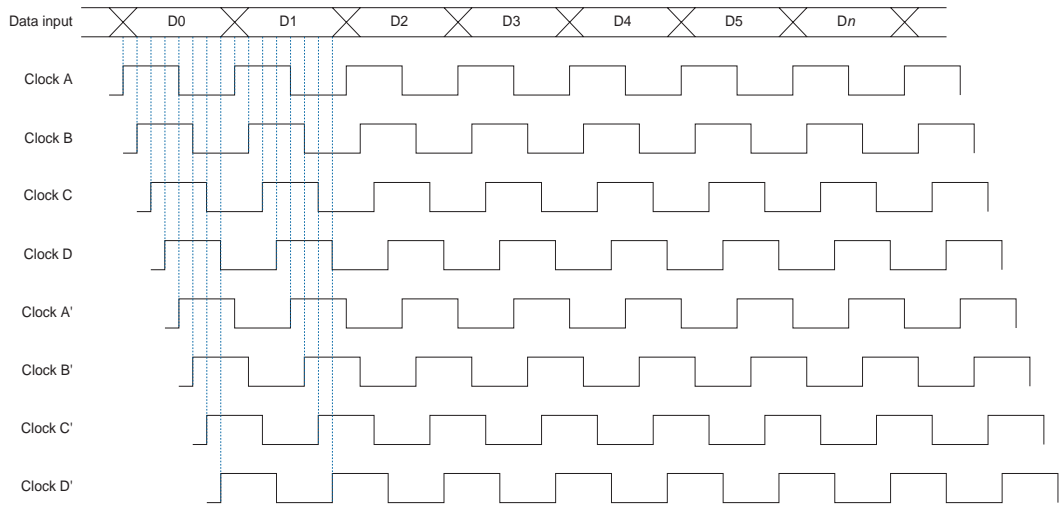 Data input D0 D1 D2 D3 D4 D5 Dn
Clock A
Clock B
Clock C
Clock D
Clock A'
Clock B'
Clock C'
Clock D'